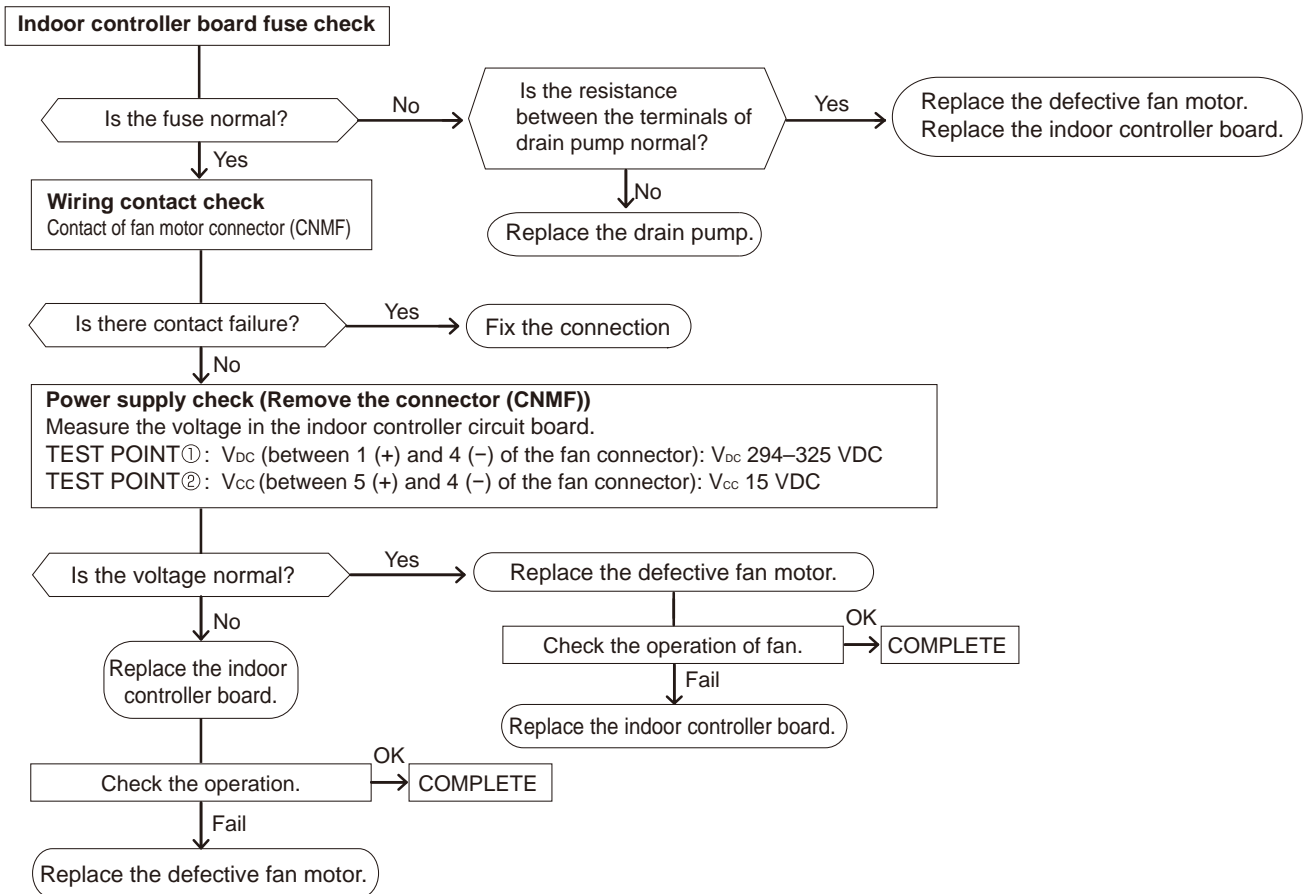 Indoor controller board fuse check
Is the fuse normal?
No
Is the resistance
between the terminals of
drain pump normal?
Yes
Replace the defective fan motor.
Replace the indoor controller board.
Yes
No
Replace the drain pump.
Wiring contact check
Contact of fan motor connector (CNMF)
Is there contact failure?
Yes
Fix the connection
No
Power supply check (Remove the connector (CNMF))
Measure the voltage in the indoor controller circuit board.
TEST POINT①: VDC (between 1 (+) and 4 (−) of the fan connector): VDC 294–325 VDC
TEST POINT②: VCC (between 5 (+) and 4 (−) of the fan connector): VCC 15 VDC
Is the voltage normal?
Yes
Replace the defective fan motor.
No
Check the operation of fan.
OK
COMPLETE
Fail
Replace the indoor controller board.
Replace the indoor
controller board.
Check the operation.
OK
COMPLETE
Fail
Replace the defective fan motor.